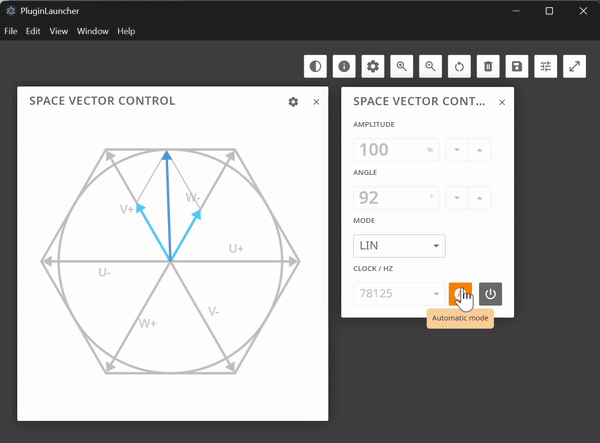 PluginLauncher
File Edit View Window Help
SPACE VECTOR CONTROL
V+
W-
U+
U-
V-
W+
SPACE VECTOR CONT...
AMPLITUDE
100 %
ANGLE
92 °
MODE
LIN
CLOCK / HZ
78125
Automatic mode